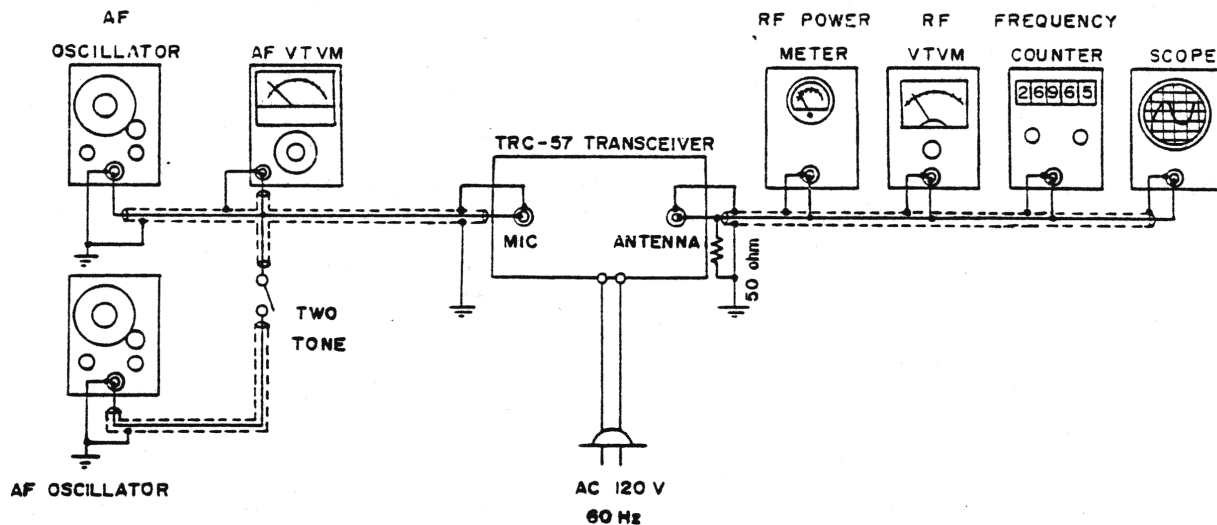 AF
OSCILLATOR
AF VTVM
RF POWER
METER
RF
VTVM
FREQUENCY
COUNTER
SCOPE
26965
TRC-57 TRANSCEIVER
MIC
ANTENNA
50 ohm
TWO
TONE
AF OSCILLATOR
AC 120 V
60 Hz